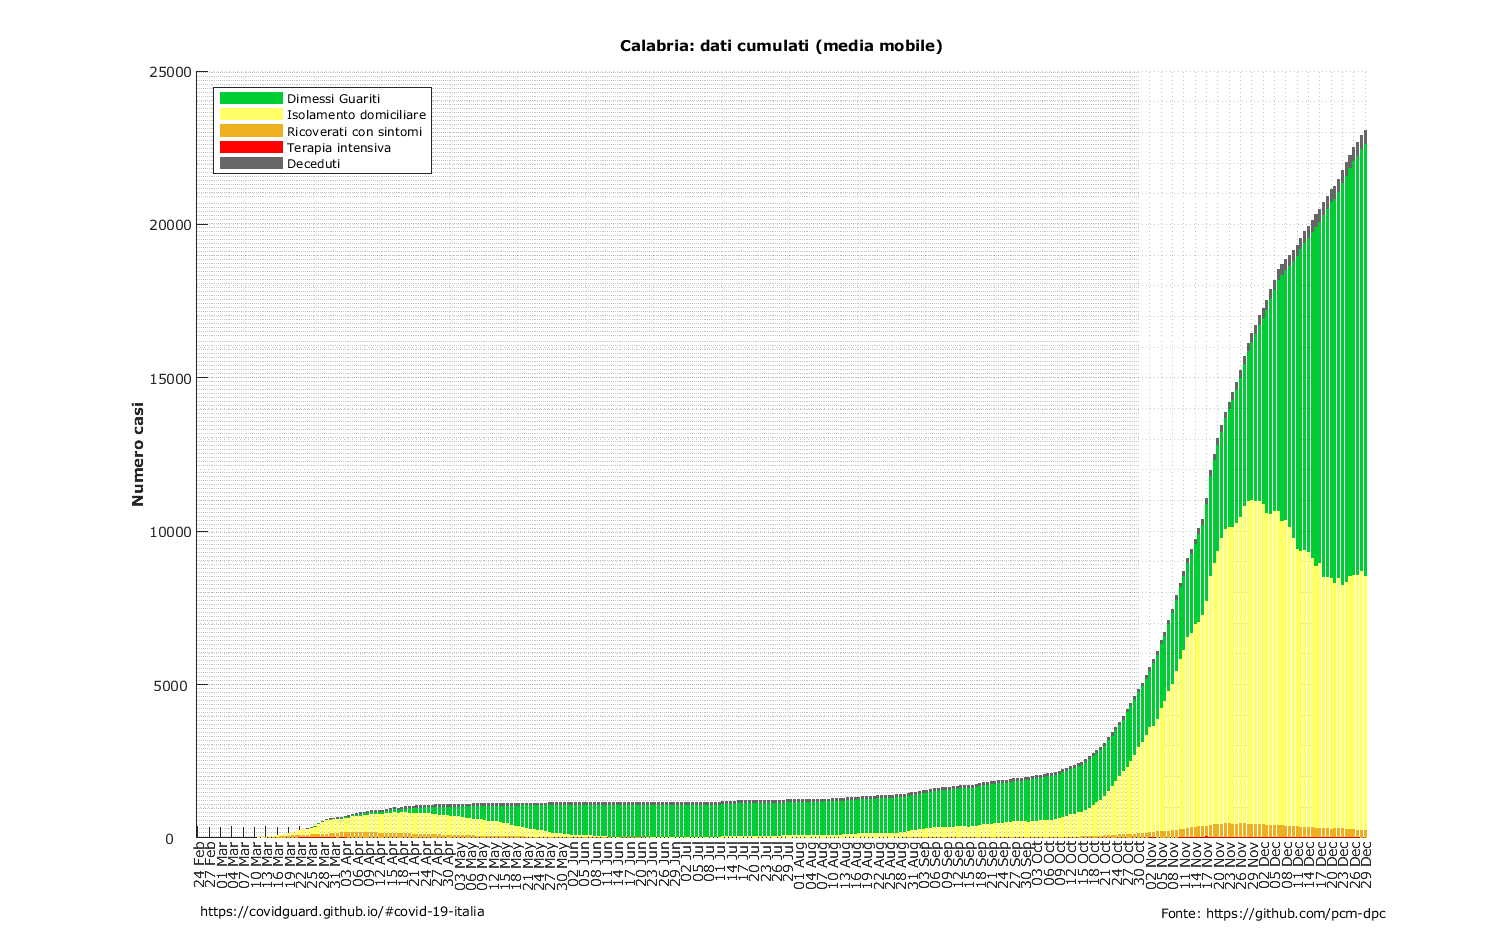 Calabria: dati cumulati (media mobile)
25000
Dimessi Guariti
Isolamento domiciliare
Ricoverati con sintomi
Terapia intensiva
Deceduti
20000
15000
Numero casi
10000
5000
0
24 Feb
27 Feb
01 Mar
04 Mar
07 Mar
10 Mar
13 Mar
16 Mar
19 Mar
22 Mar
25 Mar
28 Mar
31 Mar
03 Apr
06 Apr
09 Apr
12 Apr
15 Apr
18 Apr
21 Apr
24 Apr
27 Apr
30 Apr
03 May
06 May
09 May
12 May
15 May
18 May
21 May
24 May
27 May
30 May
02 Jun
05 Jun
08 Jun
11 Jun
14 Jun
17 Jun
20 Jun
23 Jun
26 Jun
29 Jun
02 Jul
05 Jul
08 Jul
11 Jul
14 Jul
17 Jul
20 Jul
23 Jul
26 Jul
29 Jul
01 Aug
04 Aug
07 Aug
10 Aug
13 Aug
16 Aug
19 Aug
22 Aug
25 Aug
28 Aug
31 Aug
03 Sep
06 Sep
09 Sep
12 Sep
15 Sep
18 Sep
21 Sep
24 Sep
27 Sep
30 Sep
03 Oct
06 Oct
09 Oct
12 Oct
15 Oct
18 Oct
21 Oct
24 Oct
27 Oct
30 Oct
02 Nov
05 Nov
08 Nov
11 Nov
14 Nov
17 Nov
20 Nov
23 Nov
26 Nov
29 Nov
02 Dec
05 Dec
08 Dec
11 Dec
14 Dec
17 Dec
20 Dec
23 Dec
26 Dec
29 Dec
https://covidguard.github.io/#covid-19-italia
Fonte: https://github.com/pcm-dpc